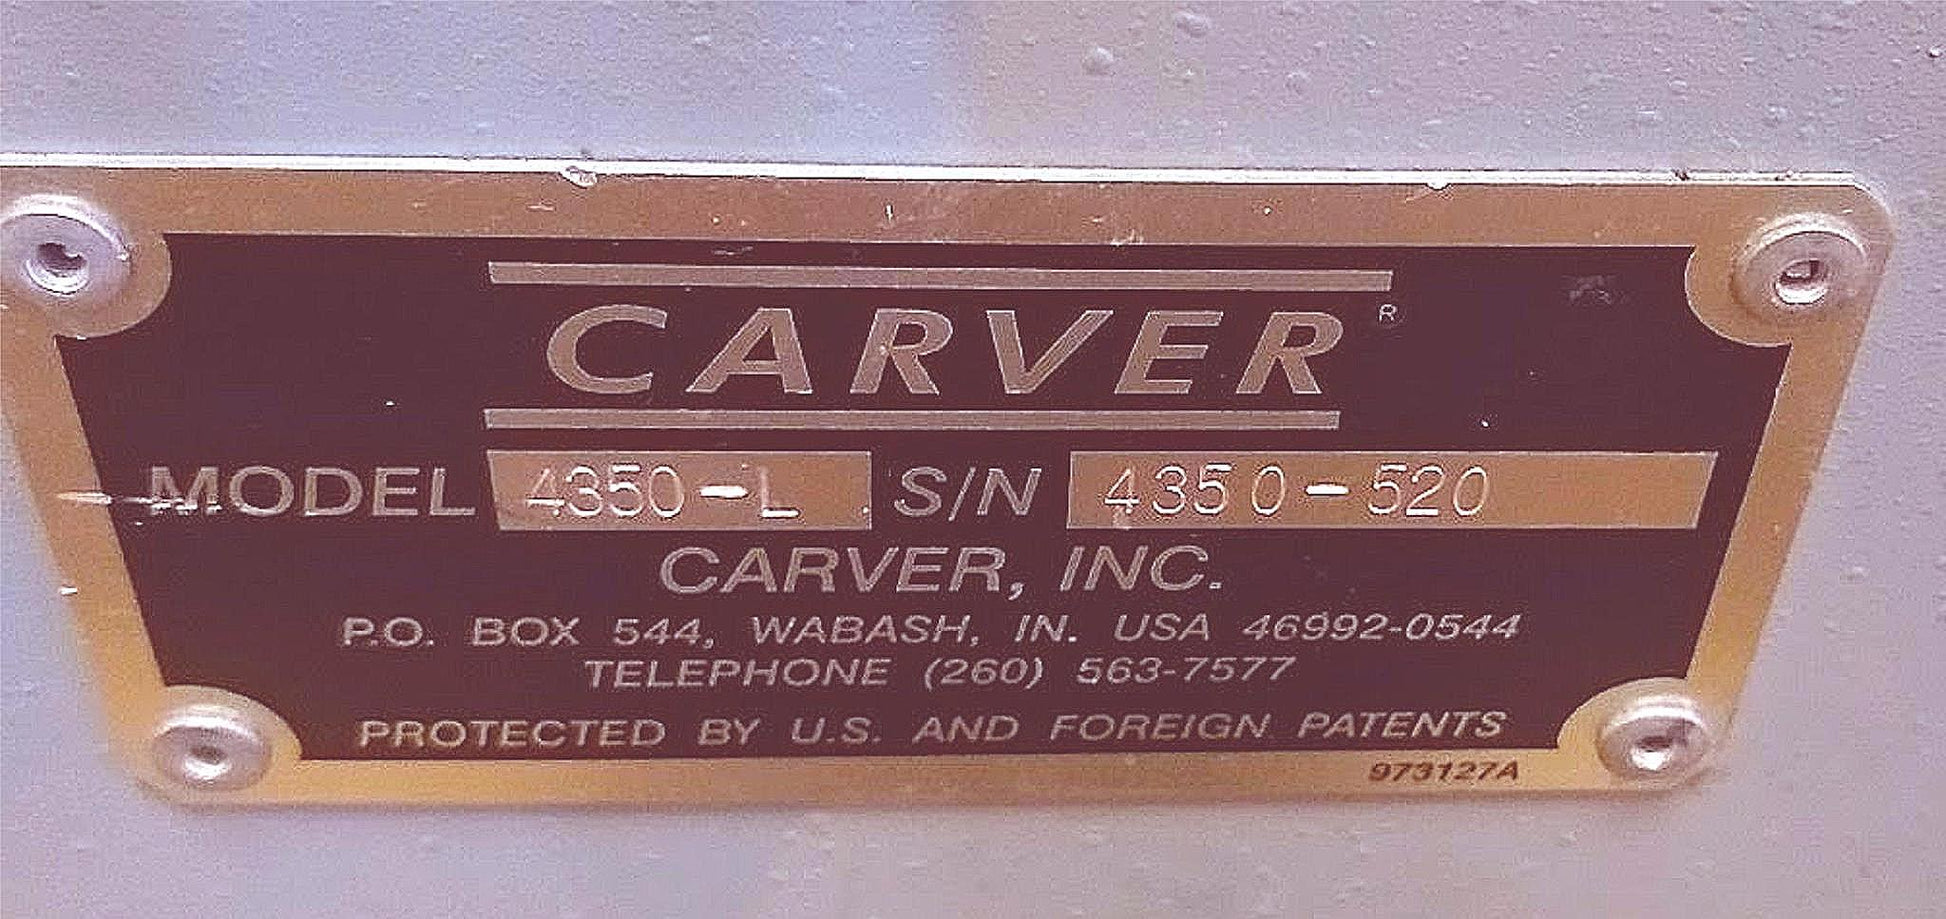 CARVER®
MODEL 4350-L S/N 4350-520
CARVER, INC.
P.O. BOX 544, WABASH, IN. USA 46992-0544
TELEPHONE (260) 563-7577
PROTECTED BY U.S. AND FOREIGN PATENTS
973127A